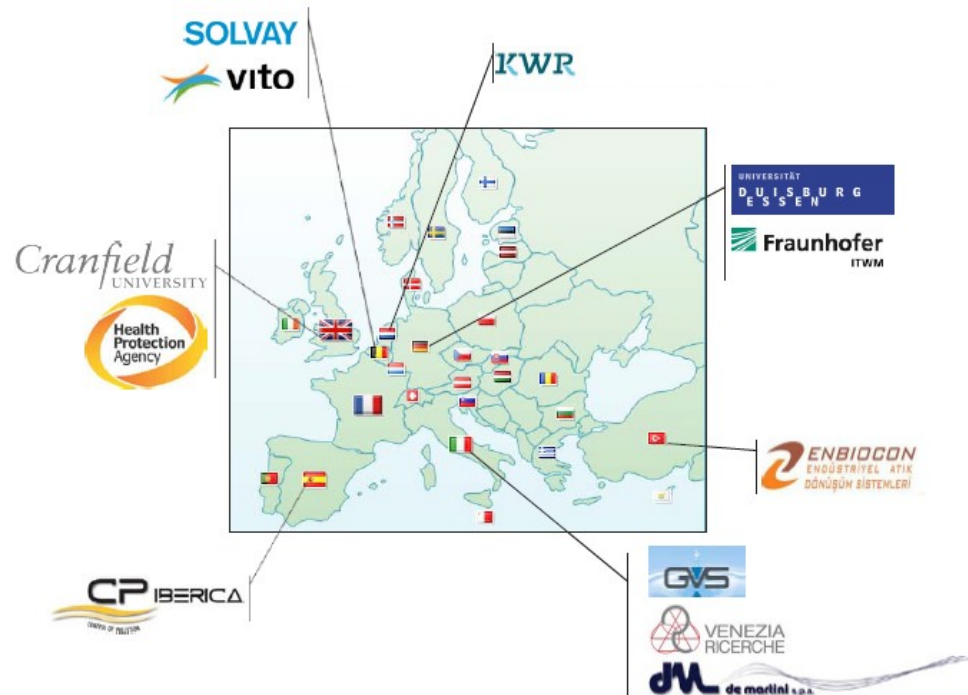 SOLVAY
vito
KWR
UNIVERSITÄT
DUISBURG
ESSEN
Fraunhofer
ITWM
Cranfield
UNIVERSITY
Health
Protection
Agency
ENBIOCON
ENDÜSTRİYEL ATIK
DÖNÜŞÜM SİSTEMLERİ
CP IBERICA
GVS
VENEZIA
RICERCHE
dM de martini s.p.a.